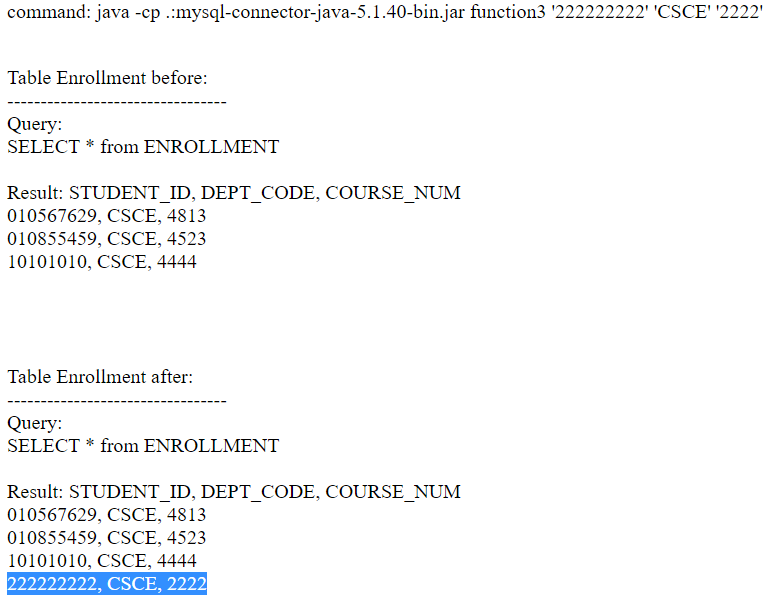 command: java -cp .:mysql-connector-java-5.1.40-bin.jar function3 '222222222' 'CSCE' '2222'
Table Enrollment before:
---------------------------------
Query:
SELECT * from ENROLLMENT
Result: STUDENT_ID, DEPT_CODE, COURSE_NUM
010567629, CSCE, 4813
010855459, CSCE, 4523
10101010, CSCE, 4444
Table Enrollment after:
---------------------------------
Query:
SELECT * from ENROLLMENT
Result: STUDENT_ID, DEPT_CODE, COURSE_NUM
010567629, CSCE, 4813
010855459, CSCE, 4523
10101010, CSCE, 4444
222222222, CSCE, 2222